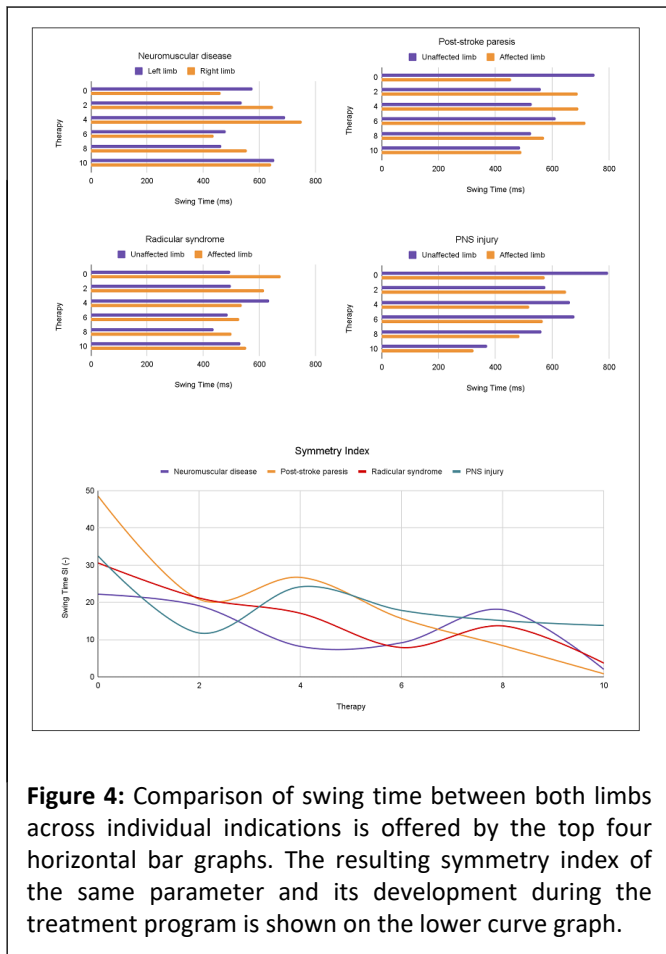 Neuromuscular disease
Left limb Right limb
Therapy
0
2
4
6
8
10
0 200 400 600 800
Swing Time (ms)
Post-stroke paresis
Unaffected limb Affected limb
Therapy
0
2
4
6
8
10
0 200 400 600 800
Swing Time (ms)
Radicular syndrome
Unaffected limb Affected limb
Therapy
0
2
4
6
8
10
0 200 400 600 800
Swing Time (ms)
PNS injury
Unaffected limb Affected limb
Therapy
0
2
4
6
8
10
0 200 400 600 800
Swing Time (ms)
Symmetry Index
Neuromuscular disease Post-stroke paresis Radicular syndrome PNS injury
Swing Time SI (-)
50
40
30
20
10
0
0 2 4 6 8 10
Therapy
Figure 4: Comparison of swing time between both limbs
across individual indications is offered by the top four
horizontal bar graphs. The resulting symmetry index of
the same parameter and its development during the
treatment program is shown on the lower curve graph.